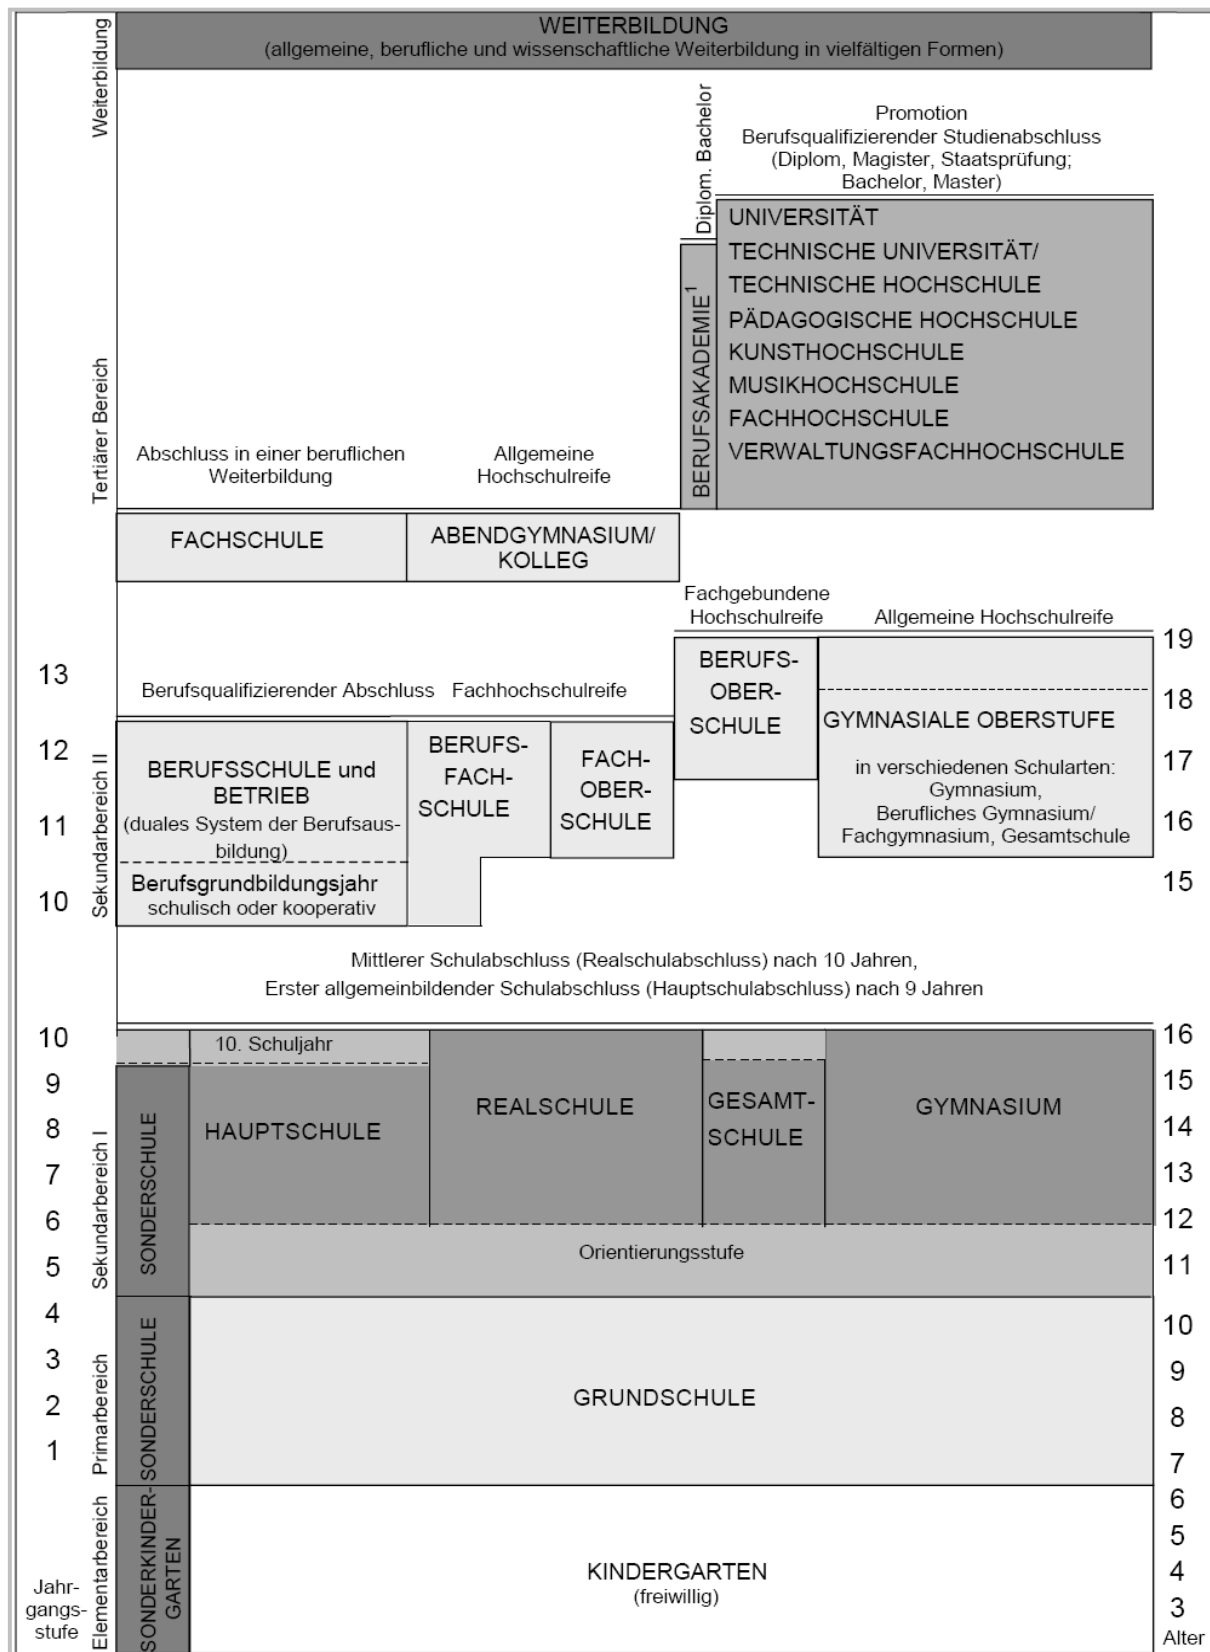 WEITERBILDUNG
(allgemeine, berufliche und wissenschaftliche Weiterbildung in vielfältigen Formen)
Weiterbildung
Diplom. Bachelor
Promotion
Berufsqualifizierender Studienabschluss
(Diplom, Magister, Staatsprüfung;
Bachelor, Master)
Tertiärer Bereich
BERUFSAKADEMIE1
UNIVERSITÄT
TECHNISCHE UNIVERSITÄT/
TECHNISCHE HOCHSCHULE
PÄDAGOGISCHE HOCHSCHULE
KUNSTHOCHSCHULE
MUSIKHOCHSCHULE
FACHHOCHSCHULE
VERWALTUNGSFACHHOCHSCHULE
Abschluss in einer beruflichen
Weiterbildung
Allgemeine
Hochschulreife
FACHSCHULE
ABENDGYMNASIUM/
KOLLEG
Fachgebundene
Hochschulreife
Allgemeine Hochschulreife
Berufsqualifizierender Abschluss
Fachhochschulreife
13
12
11
10
Sekundarbereich II
BERUFSSCHULE und
BETRIEB
(duales System der Berufsaus-
bildung)
Berufsgrundbildungsjahr
schulisch oder kooperativ
BERUFS-
FACH-
SCHULE
FACH-
OBER-
SCHULE
BERUFS-
OBER-
SCHULE
GYMNASIALE OBERSTUFE
in verschiedenen Schularten:
Gymnasium,
Berufliches Gymnasium/
Fachgymnasium, Gesamtschule
19
18
17
16
15
Mittlerer Schulabschluss (Realschulabschluss) nach 10 Jahren,
Erster allgemeinbildender Schulabschluss (Hauptschulabschluss) nach 9 Jahren
10
9
8
7
6
5
Sekundarbereich I
SONDERSCHULE
10. Schuljahr
HAUPTSCHULE
REALSCHULE
GESAMT-
SCHULE
GYMNASIUM
Orientierungsstufe
16
15
14
13
12
11
4
3
2
1
Primarbereich
SONDERSCHULE
GRUNDSCHULE
10
9
8
7
Jahr-
gangs-
stufe
Elementarbereich
SONDERKINDER-
GARTEN
KINDERGARTEN
(freiwillig)
6
5
4
3
Alter